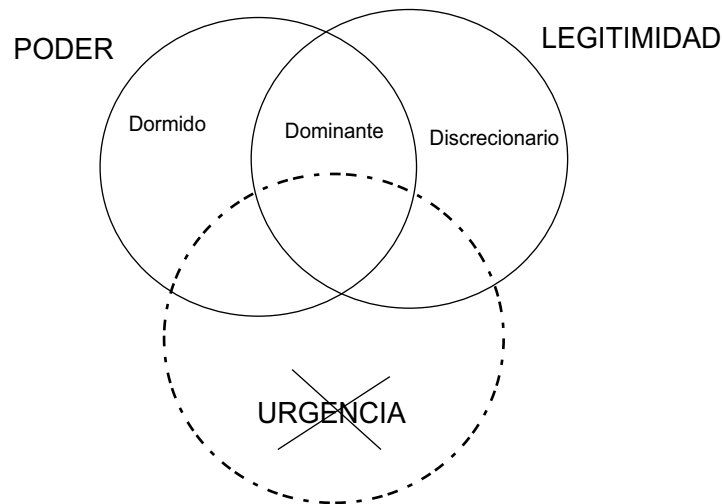 PODER
LEGITIMIDAD
Dormido
Dominante
Discrecionario
URGENCIA